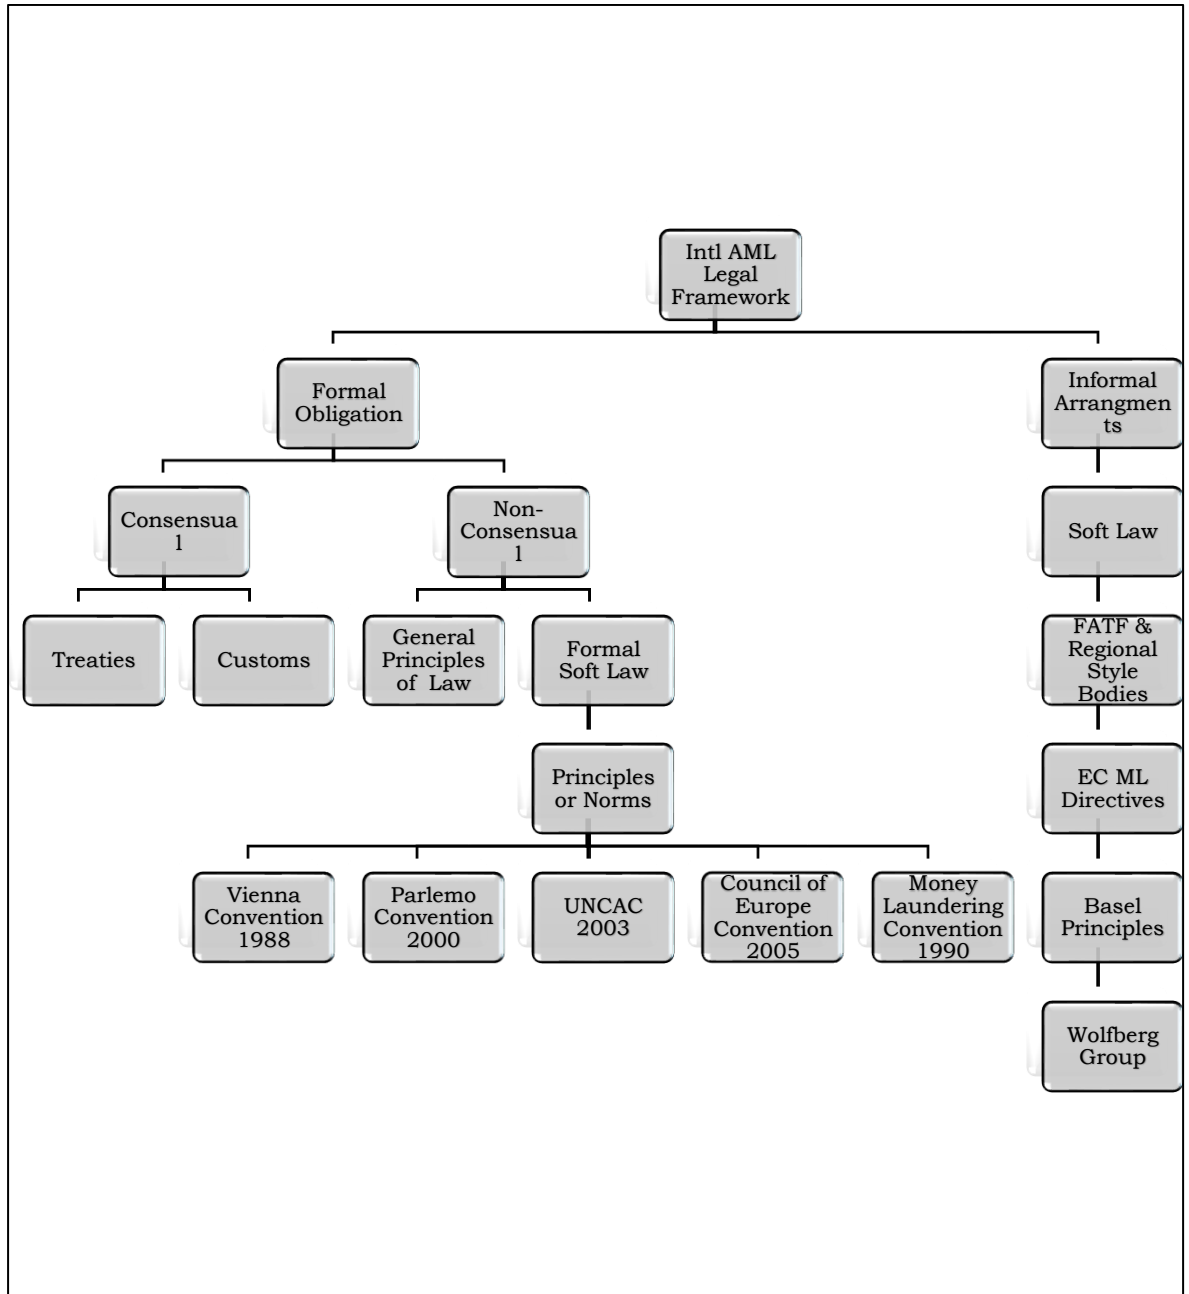 Intl AML
Legal
Framework
Formal
Obligation
Informal
Arrangmen
ts
Consensua
l
Non-
Consensua
l
Soft Law
Treaties
Customs
General
Principles
of Law
Formal
Soft Law
FATF &
Regional
Style
Bodies
Principles
or Norms
EC ML
Directives
Vienna
Convention
1988
Parlemo
Convention
2000
UNCAC
2003
Council of
Europe
Convention
2005
Money
Laundering
Convention
1990
Basel
Principles
Wolfberg
Group